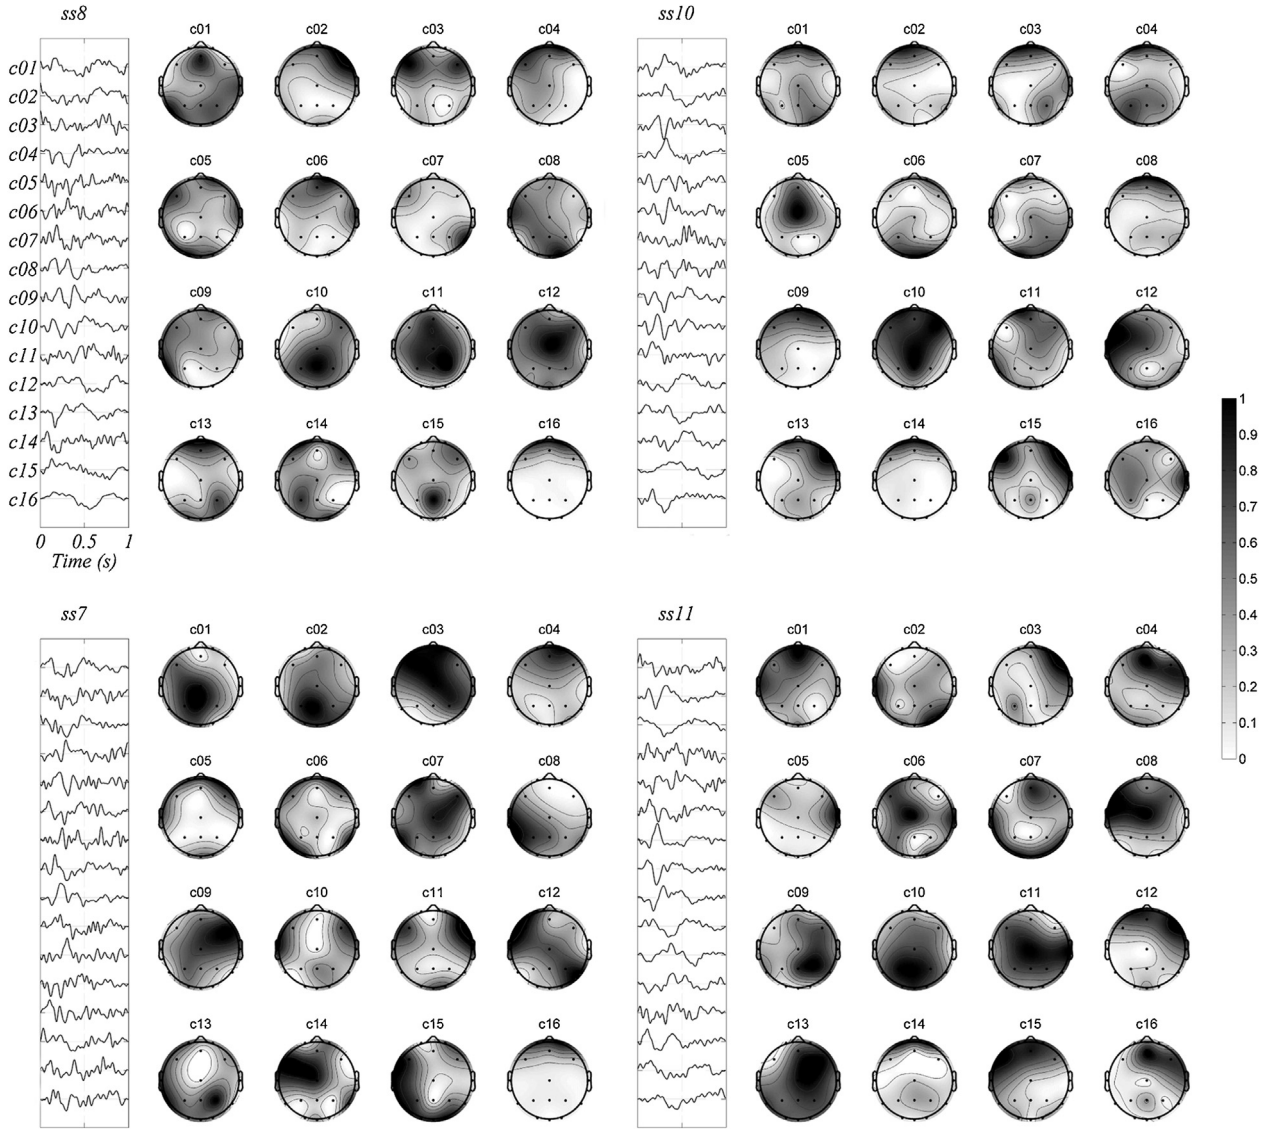 ss8
c01 c02 c03 c04
c01
c02
c03
c04
c05 c06 c07 c08
c05
c06
c07
c08
c09 c10 c11 c12
c09
c10
c11
c12
c13 c14 c15 c16
c13
c14
c15
c16
0 0.5 1
Time (s)
ss10
c01 c02 c03 c04
c05 c06 c07 c08
c09 c10 c11 c12
c13 c14 c15 c16
1
0.9
0.8
0.7
0.6
0.5
0.4
0.3
0.2
0.1
0
ss7
c01 c02 c03 c04
c05 c06 c07 c08
c09 c10 c11 c12
c13 c14 c15 c16
ss11
c01 c02 c03 c04
c05 c06 c07 c08
c09 c10 c11 c12
c13 c14 c15 c16